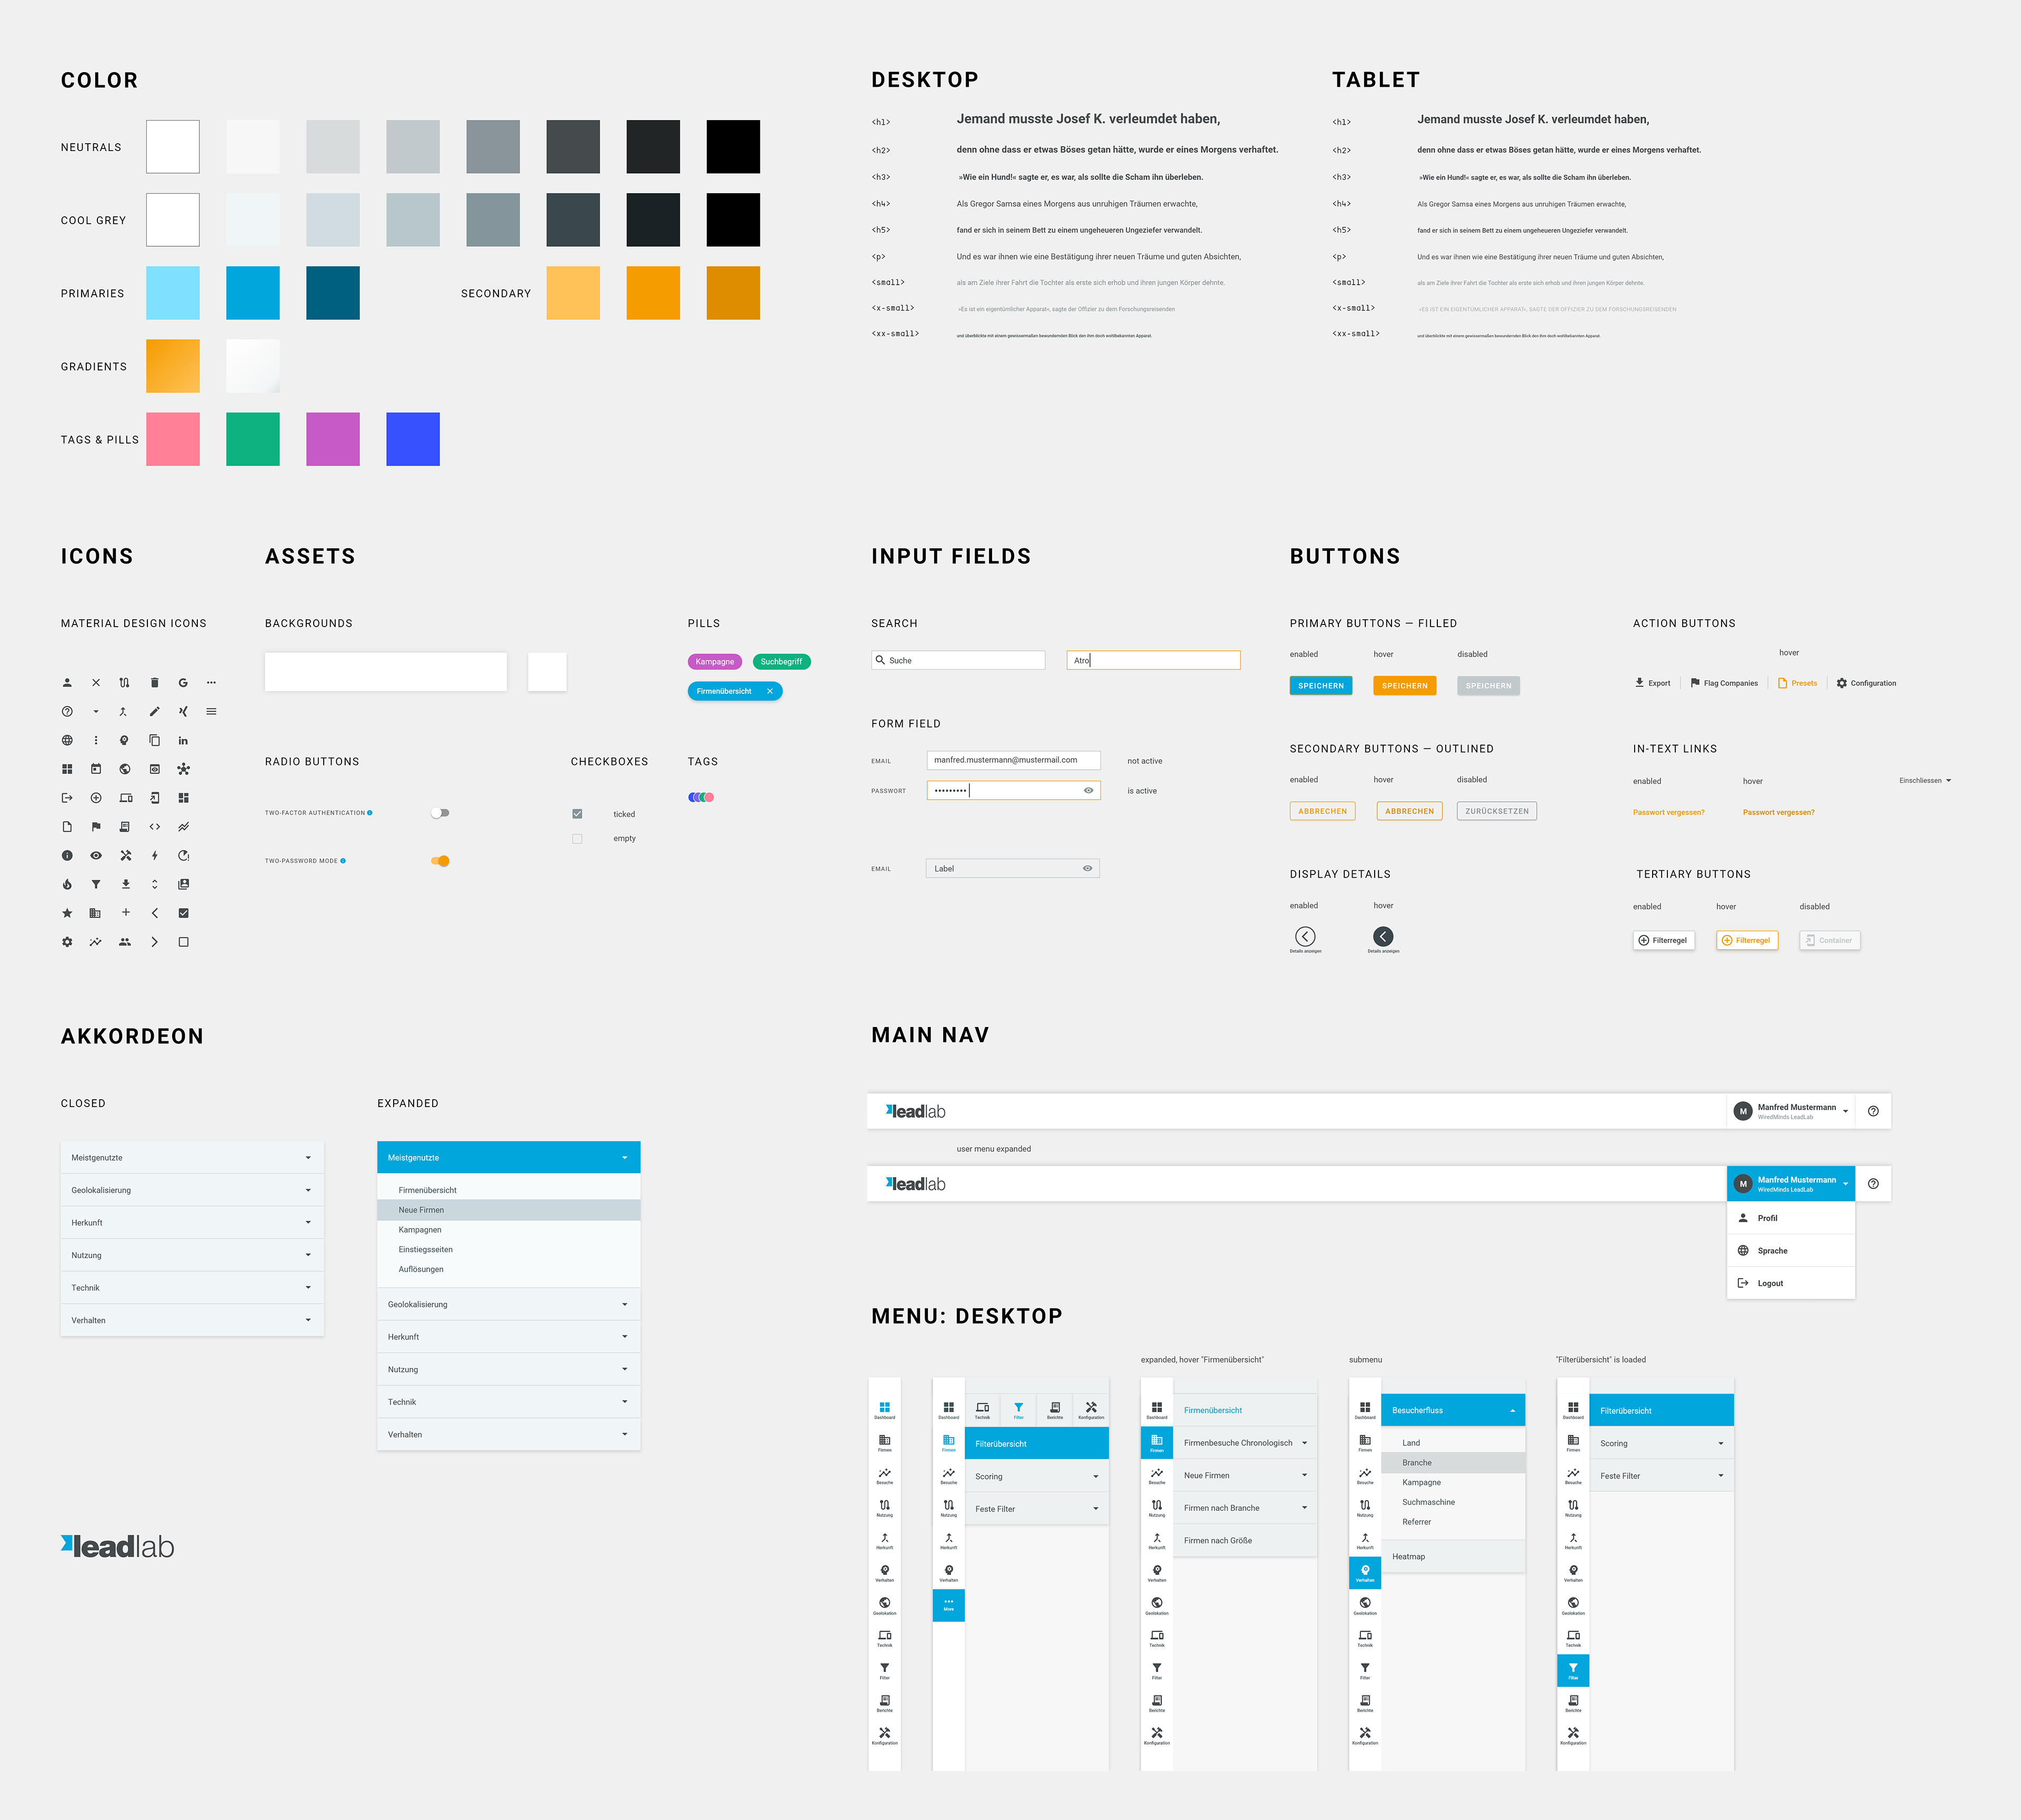 COLOR
NEUTRALS
COOL GREY
PRIMARIES
SECONDARY
GRADIENTS
TAGS & PILLS
DESKTOP
<h1> Jemand musste Josef K. verleumdet haben,
<h2> denn ohne dass er etwas Böses getan hätte, wurde er eines Morgens verhaftet.
<h3> »Wie ein Hund!« sagte er, es war, als sollte die Scham ihn überleben.
<h4> Als Gregor Samsa eines Morgens aus unruhigen Träumen erwachte,
<h5> fand er sich in seinem Bett zu einem ungeheueren Ungeziefer verwandelt.
<p> Und es war ihnen wie eine Bestätigung ihrer neuen Träume und guten Absichten,
<small> als am Ziele ihrer Fahrt die Tochter als erste sich erhob und ihren jungen Körper dehnte.
<x-small> »Es ist ein eigentümlicher Apparat«, sagte der Offizier zu dem Forschungsreisenden
<xx-small> und überblickte mit einem gewissermaßen bewundernden Blick den ihm doch wohlbekannten Apparat.
TABLET
<h1> Jemand musste Josef K. verleumdet haben,
<h2> denn ohne dass er etwas Böses getan hätte, wurde er eines Morgens verhaftet.
<h3> »Wie ein Hund!« sagte er, es war, als sollte die Scham ihn überleben.
<h4> Als Gregor Samsa eines Morgens aus unruhigen Träumen erwachte,
<h5> fand er sich in seinem Bett zu einem ungeheueren Ungeziefer verwandelt.
<p> Und es war ihnen wie eine Bestätigung ihrer neuen Träume und guten Absichten,
<small> als am Ziele ihrer Fahrt die Tochter als erste sich erhob und ihren jungen Körper dehnte.
<x-small> »ES IST EIN EIGENTÜMLICHER APPARAT«, SAGTE DER OFFIZIER ZU DEM FORSCHUNGSREISENDEN
<xx-small> und überblickte mit einem gewissermaßen bewundernden Blick den ihm doch wohlbekannten Apparat.
ICONS
MATERIAL DESIGN ICONS
ASSETS
BACKGROUNDS
PILLS
Kampagne Suchbegriff
Firmenübersicht
RADIO BUTTONS
TWO-FACTOR AUTHENTICATION
TWO-PASSWORD MODE
CHECKBOXES
ticked
empty
TAGS
INPUT FIELDS
SEARCH
Suche
Atro
FORM FIELD
EMAIL manfred.mustermann@mustermail.com not active
PASSWORT ••••••••• is active
EMAIL Label
BUTTONS
PRIMARY BUTTONS — FILLED
enabled hover disabled
SPEICHERN SPEICHERN SPEICHERN
SECONDARY BUTTONS — OUTLINED
enabled hover disabled
ABBRECHEN ABBRECHEN ZURÜCKSETZEN
DISPLAY DETAILS
enabled hover
Details anzeigen Details anzeigen
ACTION BUTTONS
hover
Export Flag Companies Presets Configuration
IN-TEXT LINKS
enabled hover Einschliessen
Passwort vergessen? Passwort vergessen?
TERTIARY BUTTONS
enabled hover disabled
Filterregel Filterregel Container
AKKORDEON
CLOSED
Meistgenutzte
Geolokalisierung
Herkunft
Nutzung
Technik
Verhalten
EXPANDED
Meistgenutzte
Firmenübersicht
Neue Firmen
Kampagnen
Einstiegsseiten
Auflösungen
Geolokalisierung
Herkunft
Nutzung
Technik
Verhalten
leadlab
MAIN NAV
leadlab
M Manfred Mustermann
WiredMinds LeadLab
user menu expanded
leadlab
M Manfred Mustermann
WiredMinds LeadLab
Profil
Sprache
Logout
MENU: DESKTOP
Dashboard
Firmen
Besuche
Nutzung
Herkunft
Verhalten
Geolokation
Technik
Filter
Berichte
Konfiguration
Dashboard
Firmen
Besuche
Nutzung
Herkunft
Verhalten
More
Technik Filter Berichte Konfiguration
Filterübersicht
Scoring
Feste Filter
expanded, hover "Firmenübersicht"
Dashboard
Firmen
Besuche
Nutzung
Herkunft
Verhalten
Geolokation
Technik
Filter
Berichte
Konfiguration
Firmenübersicht
Firmenbesuche Chronologisch
Neue Firmen
Firmen nach Branche
Firmen nach Größe
submenu
Dashboard
Firmen
Besuche
Nutzung
Herkunft
Verhalten
Geolokation
Technik
Filter
Berichte
Konfiguration
Besucherfluss
Land
Branche
Kampagne
Suchmaschine
Referrer
Heatmap
"Filterübersicht" is loaded
Dashboard
Firmen
Besuche
Nutzung
Herkunft
Verhalten
Geolokation
Technik
Filter
Berichte
Konfiguration
Filterübersicht
Scoring
Feste Filter